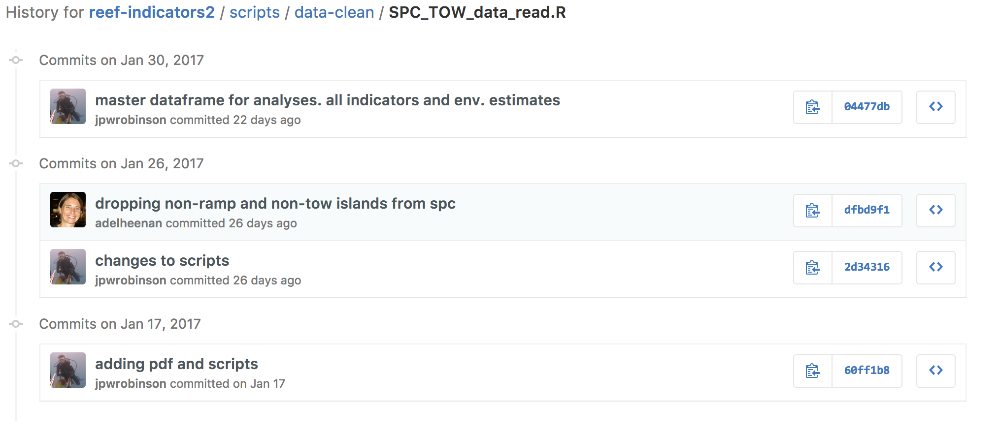 History for reef-indicators2 / scripts / data-clean / SPC_TOW_data_read.R
Commits on Jan 30, 2017
master dataframe for analyses. all indicators and env. estimates
jpwrobinson committed 22 days ago
04477db
Commits on Jan 26, 2017
dropping non-ramp and non-tow islands from spc
adelheenan committed 26 days ago
dfbd9f1
changes to scripts
jpwrobinson committed 26 days ago
2d34316
Commits on Jan 17, 2017
adding pdf and scripts
jpwrobinson committed on Jan 17
60ff1b8